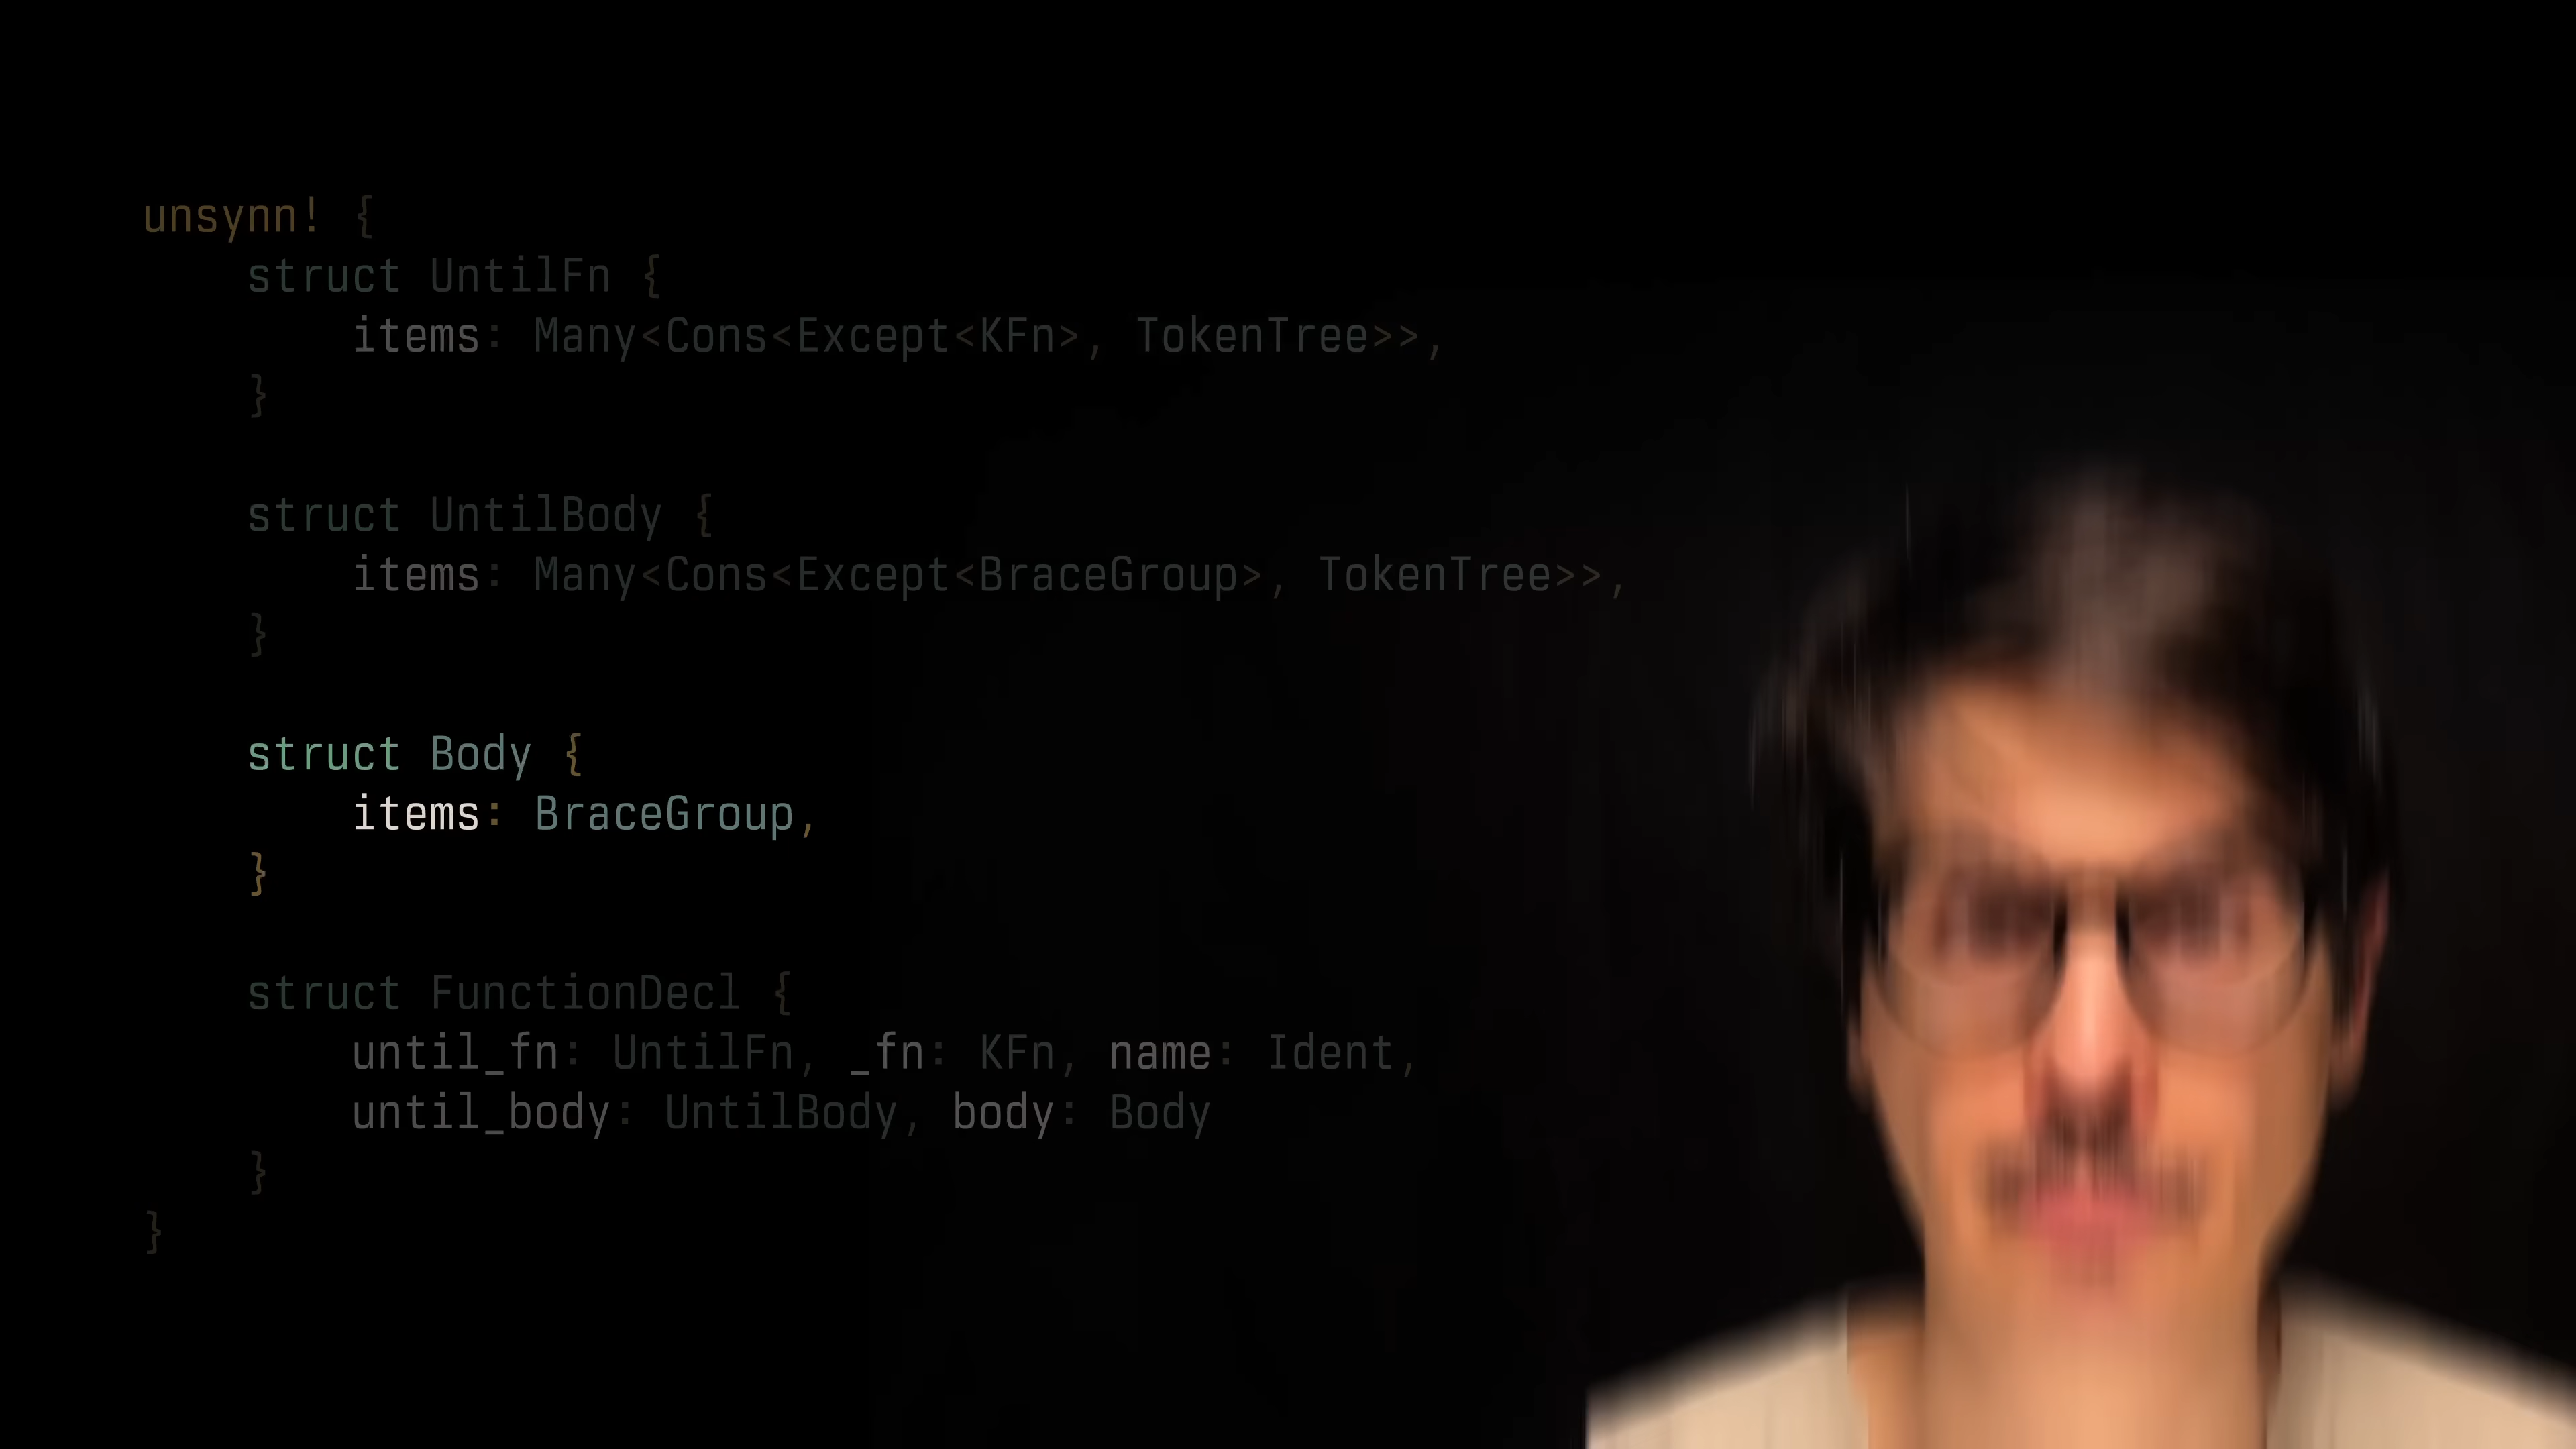 unsynn! {
struct UntilFn {
items: Many<Cons<Except<KFn>, TokenTree>>,
}
struct UntilBody {
items: Many<Cons<Except<BraceGroup>, TokenTree>>,
}
struct Body {
items: BraceGroup,
}
struct FunctionDecl {
until_fn: UntilFn, _fn: KFn, name: Ident,
until_body: UntilBody, body: Body
}
}